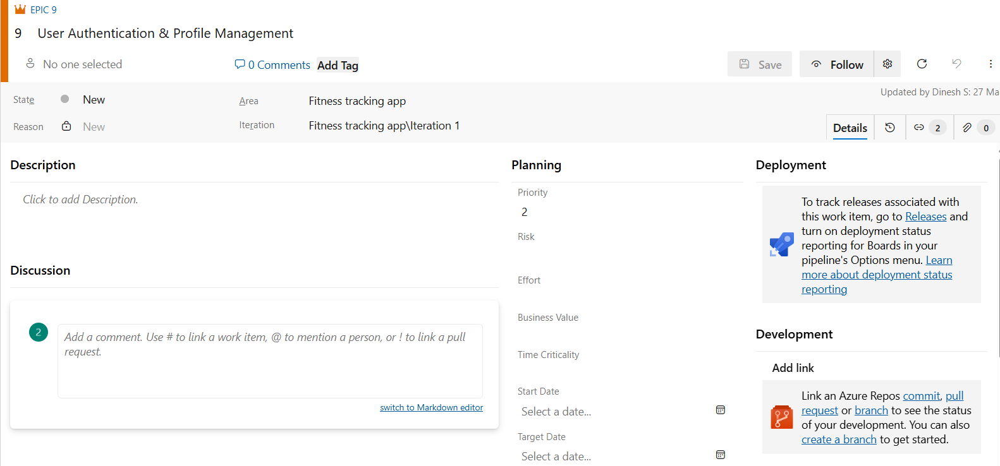 EPIC 9
9 User Authentication & Profile Management
No one selected
0 Comments
Add Tag
Save
Follow
State
New
Area
Fitness tracking app
Updated by Dinesh S: 27 Ma
Reason
New
Iteration
Fitness tracking app\Iteration 1
Details
2
0
Description
Click to add Description.
Discussion
2
Add a comment. Use # to link a work item, @ to mention a person, or ! to link a pull
request.
switch to Markdown editor
Planning
Priority
2
Risk
Effort
Business Value
Time Criticality
Start Date
Select a date...
Target Date
Select a date...
Deployment
To track releases associated with
this work item, go to Releases and
turn on deployment status
reporting for Boards in your
pipeline's Options menu. Learn
more about deployment status
reporting
Development
Add link
Link an Azure Repos commit, pull
request or branch to see the status
of your development. You can also
create a branch to get started.